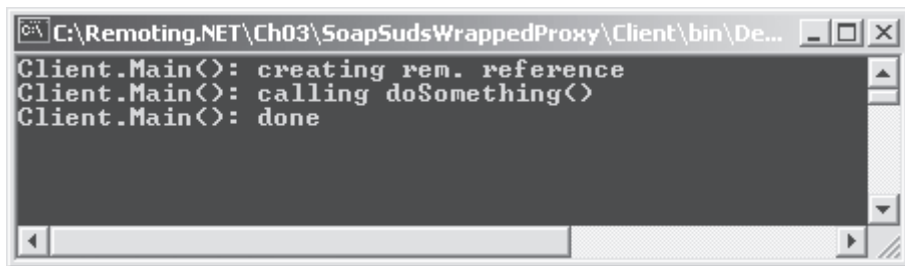 C:\Remoting.NET\Ch03\SoapSudsWrappedProxy\Client\bin\De...
Client.Main(): creating rem. reference
Client.Main(): calling doSomething()
Client.Main(): done